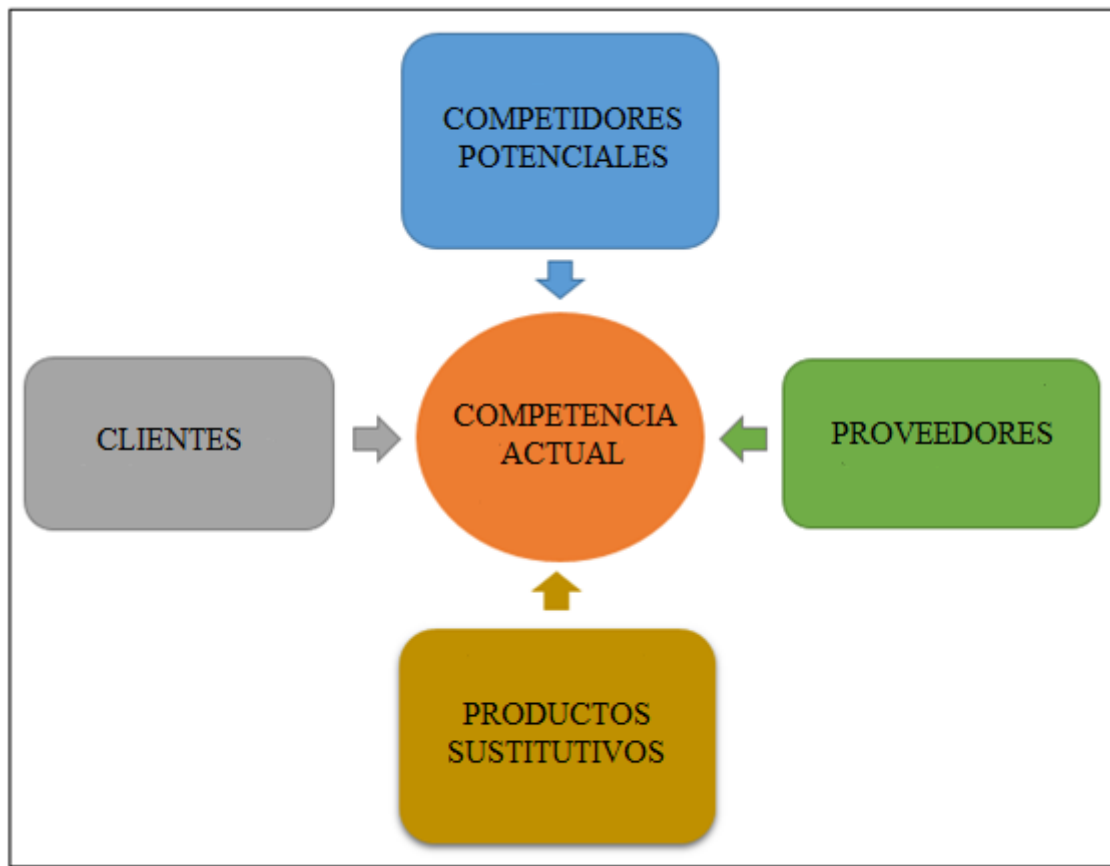 COMPETIDORES
POTENCIALES
CLIENTES
COMPETENCIA
ACTUAL
PROVEEDORES
PRODUCTOS
SUSTITUTIVOS